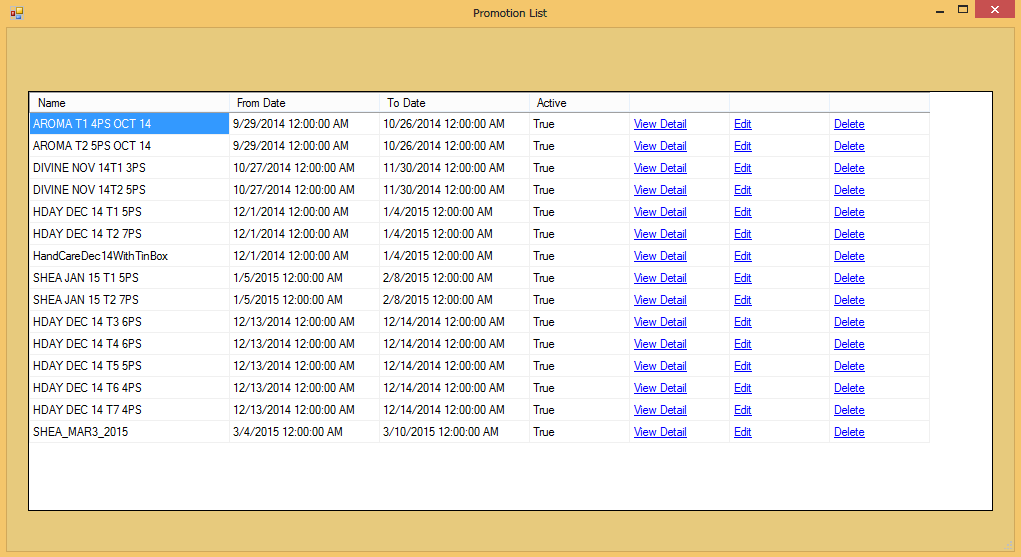 Promotion List
Name From Date To Date Active
AROMA T1 4PS OCT 14 9/29/2014 12:00:00 AM 10/26/2014 12:00:00 AM True View Detail Edit Delete
AROMA T2 5PS OCT 14 9/29/2014 12:00:00 AM 10/26/2014 12:00:00 AM True View Detail Edit Delete
DIVINE NOV 14T1 3PS 10/27/2014 12:00:00 AM 11/30/2014 12:00:00 AM True View Detail Edit Delete
DIVINE NOV 14T2 5PS 10/27/2014 12:00:00 AM 11/30/2014 12:00:00 AM True View Detail Edit Delete
HDAY DEC 14 T1 5PS 12/1/2014 12:00:00 AM 1/4/2015 12:00:00 AM True View Detail Edit Delete
HDAY DEC 14 T2 7PS 12/1/2014 12:00:00 AM 1/4/2015 12:00:00 AM True View Detail Edit Delete
HandCareDec14WithTinBox 12/1/2014 12:00:00 AM 1/4/2015 12:00:00 AM True View Detail Edit Delete
SHEA JAN 15 T1 5PS 1/5/2015 12:00:00 AM 2/8/2015 12:00:00 AM True View Detail Edit Delete
SHEA JAN 15 T2 7PS 1/5/2015 12:00:00 AM 2/8/2015 12:00:00 AM True View Detail Edit Delete
HDAY DEC 14 T3 6PS 12/13/2014 12:00:00 AM 12/14/2014 12:00:00 AM True View Detail Edit Delete
HDAY DEC 14 T4 6PS 12/13/2014 12:00:00 AM 12/14/2014 12:00:00 AM True View Detail Edit Delete
HDAY DEC 14 T5 5PS 12/13/2014 12:00:00 AM 12/14/2014 12:00:00 AM True View Detail Edit Delete
HDAY DEC 14 T6 4PS 12/13/2014 12:00:00 AM 12/14/2014 12:00:00 AM True View Detail Edit Delete
HDAY DEC 14 T7 4PS 12/13/2014 12:00:00 AM 12/14/2014 12:00:00 AM True View Detail Edit Delete
SHEA_MAR3_2015 3/4/2015 12:00:00 AM 3/10/2015 12:00:00 AM True View Detail Edit Delete